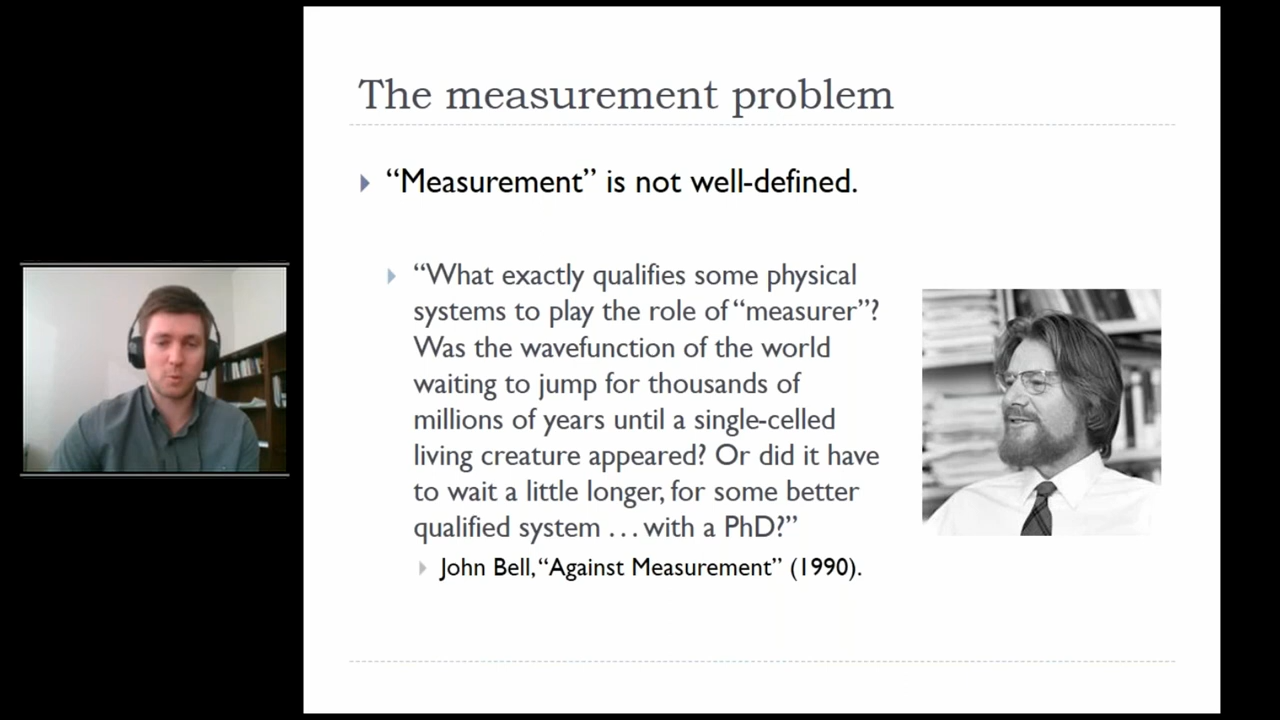 The measurement problem
“Measurement” is not well-defined.
“What exactly qualifies some physical
systems to play the role of “measurer”?
Was the wavefunction of the world
waiting to jump for thousands of
millions of years until a single-celled
living creature appeared? Or did it have
to wait a little longer, for some better
qualified system . . . with a PhD?”
John Bell, “Against Measurement” (1990).